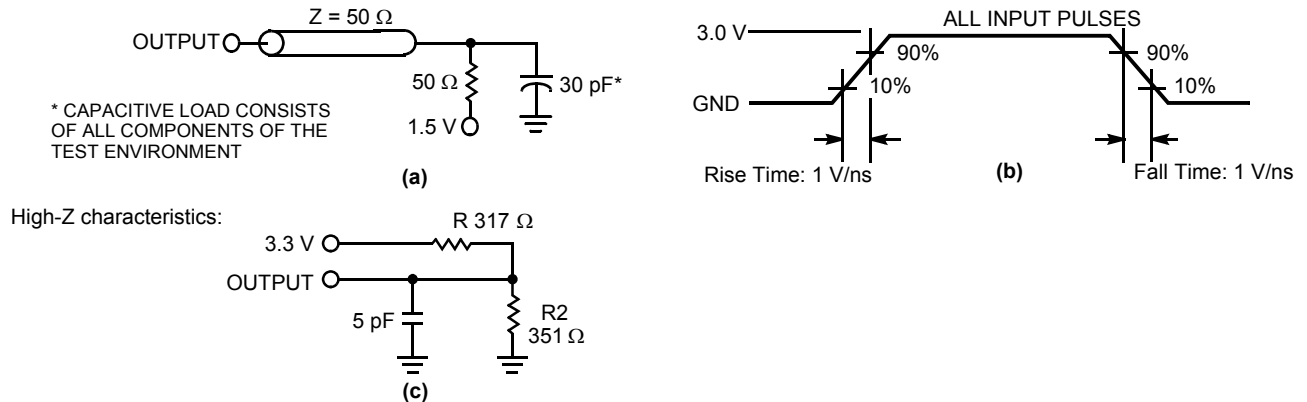 Z = 50 Ω
OUTPUT
50 Ω
30 pF*
1.5 V
* CAPACITIVE LOAD CONSISTS
OF ALL COMPONENTS OF THE
TEST ENVIRONMENT
(a)
ALL INPUT PULSES
3.0 V
90%
10%
GND
90%
10%
Rise Time: 1 V/ns
(b)
Fall Time: 1 V/ns
High-Z characteristics:
R 317 Ω
3.3 V
OUTPUT
5 pF
R2
351 Ω
(c)